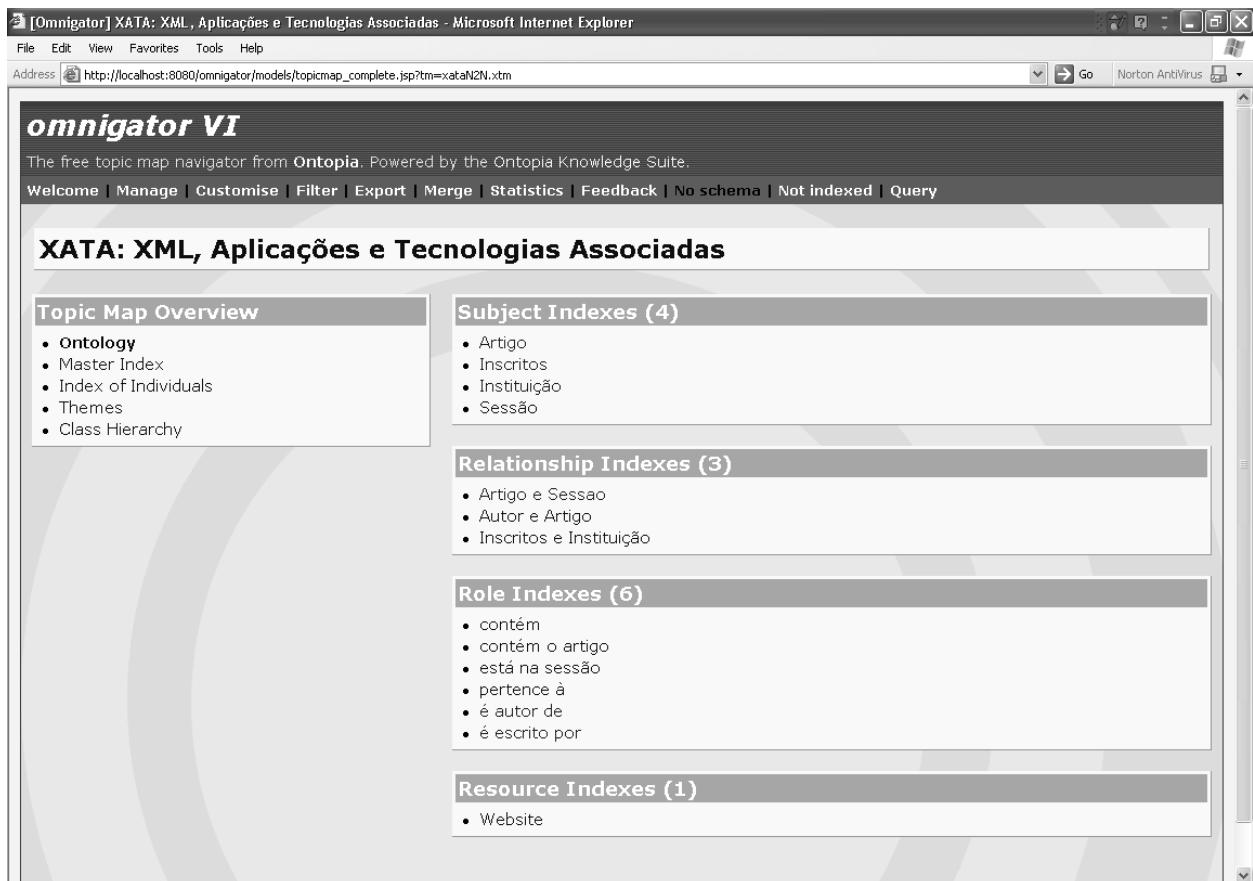 [Omnigator] XATA: XML, Aplicações e Tecnologias Associadas - Microsoft Internet Explorer
File Edit View Favorites Tools Help
Address http://localhost:8080/omnigator/models/topicmap_complete.jsp?tm=xataN2N.xtm Go Norton AntiVirus
omnigator VI
The free topic map navigator from Ontopia. Powered by the Ontopia Knowledge Suite.
Welcome | Manage | Customise | Filter | Export | Merge | Statistics | Feedback | No schema | Not indexed | Query
XATA: XML, Aplicações e Tecnologias Associadas
Topic Map Overview
• Ontology
• Master Index
• Index of Individuals
• Themes
• Class Hierarchy
Subject Indexes (4)
• Artigo
• Inscritos
• Instituição
• Sessão
Relationship Indexes (3)
• Artigo e Sessao
• Autor e Artigo
• Inscritos e Instituição
Role Indexes (6)
• contém
• contém o artigo
• está na sessão
• pertence à
• é autor de
• é escrito por
Resource Indexes (1)
• Website